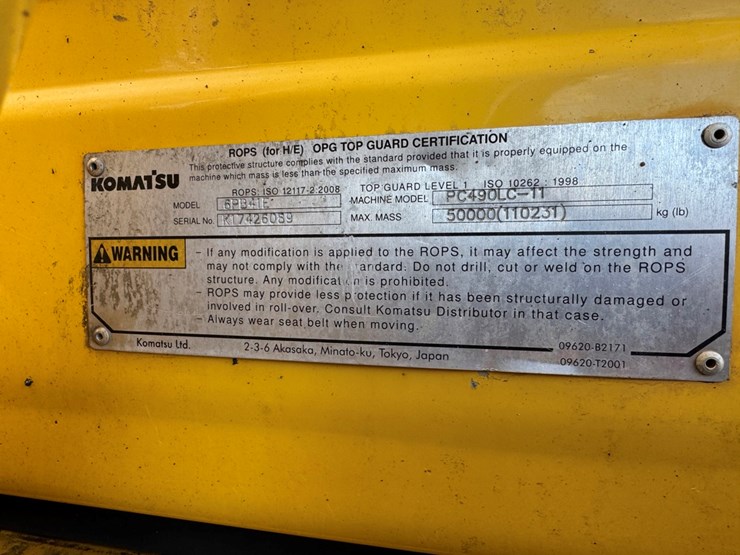 ROPS (for H/E) OPG TOP GUARD CERTIFICATION
This protective structure complies with the standard provided that it is properly equipped on the
machine which mass is less than the specified maximum mass.
KOMATSU
ROPS: ISO 12117-2:2008 TOP GUARD LEVEL 1 ISO 10262 : 1998
MODEL MACHINE MODEL PC490LC-11
SERIAL No. MAX. MASS 50000(110231) kg (lb)
WARNING
- If any modification is applied to the ROPS, it may affect the strength and
may not comply with the Do not drill, cut or weld on the ROPS
structure. Any modification is prohibited.
- ROPS may provide less protection if it has been structurally damaged or
involved in roll-over. Consult Komatsu Distributor in that case.
- Always wear seat belt when moving.
Komatsu Ltd. 2-3-6 Akasaka, Minato-ku, Tokyo, Japan
09620-B2171
09620-T2001